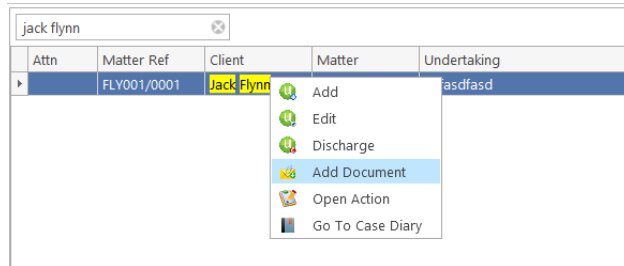 jack flynn
Attn Matter Ref Client Matter Undertaking
FLY001/0001 Jack Flynn fasdfasd
Add
Edit
Discharge
Add Document
Open Action
Go To Case Diary